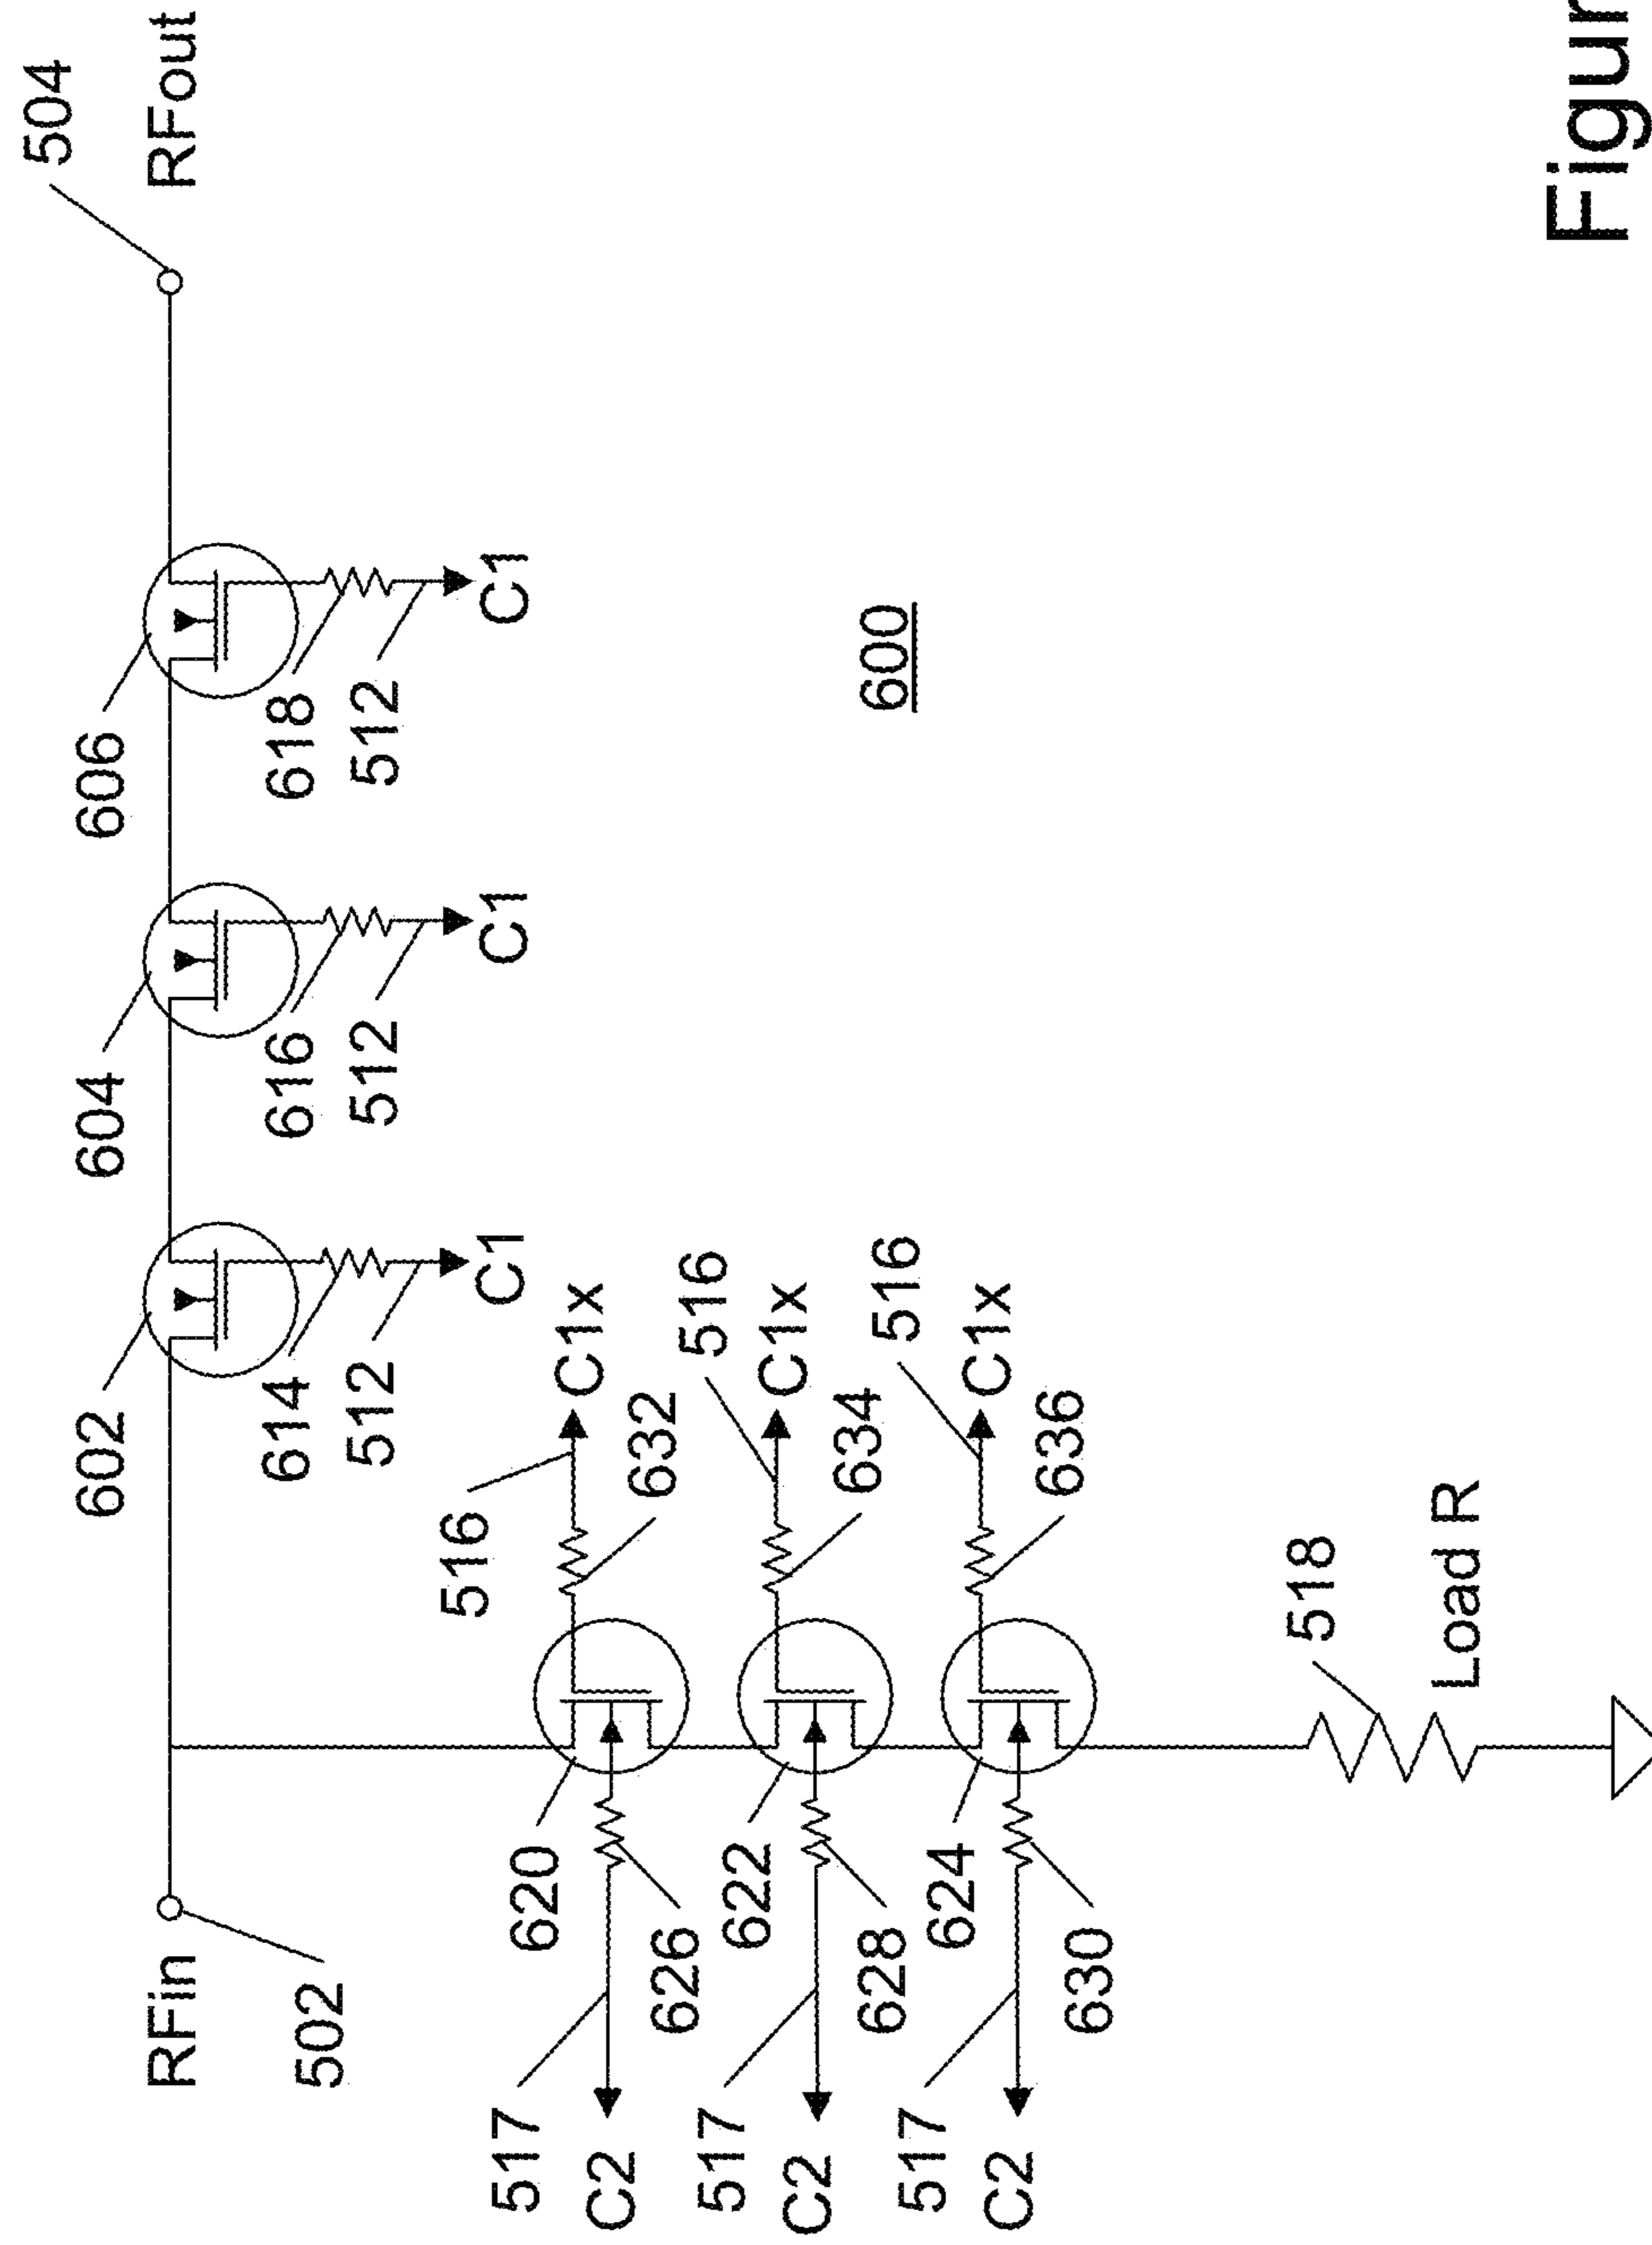 504
602 604 606
RFin RFout
614 616 618
502 512 512 512
516 C1 C1 C1
517 620
C2 C1x
626 632
517 622 516
C2 C1x
628 634
600
517 624 516
C2 C1x
630 636
518
Load R
Figur